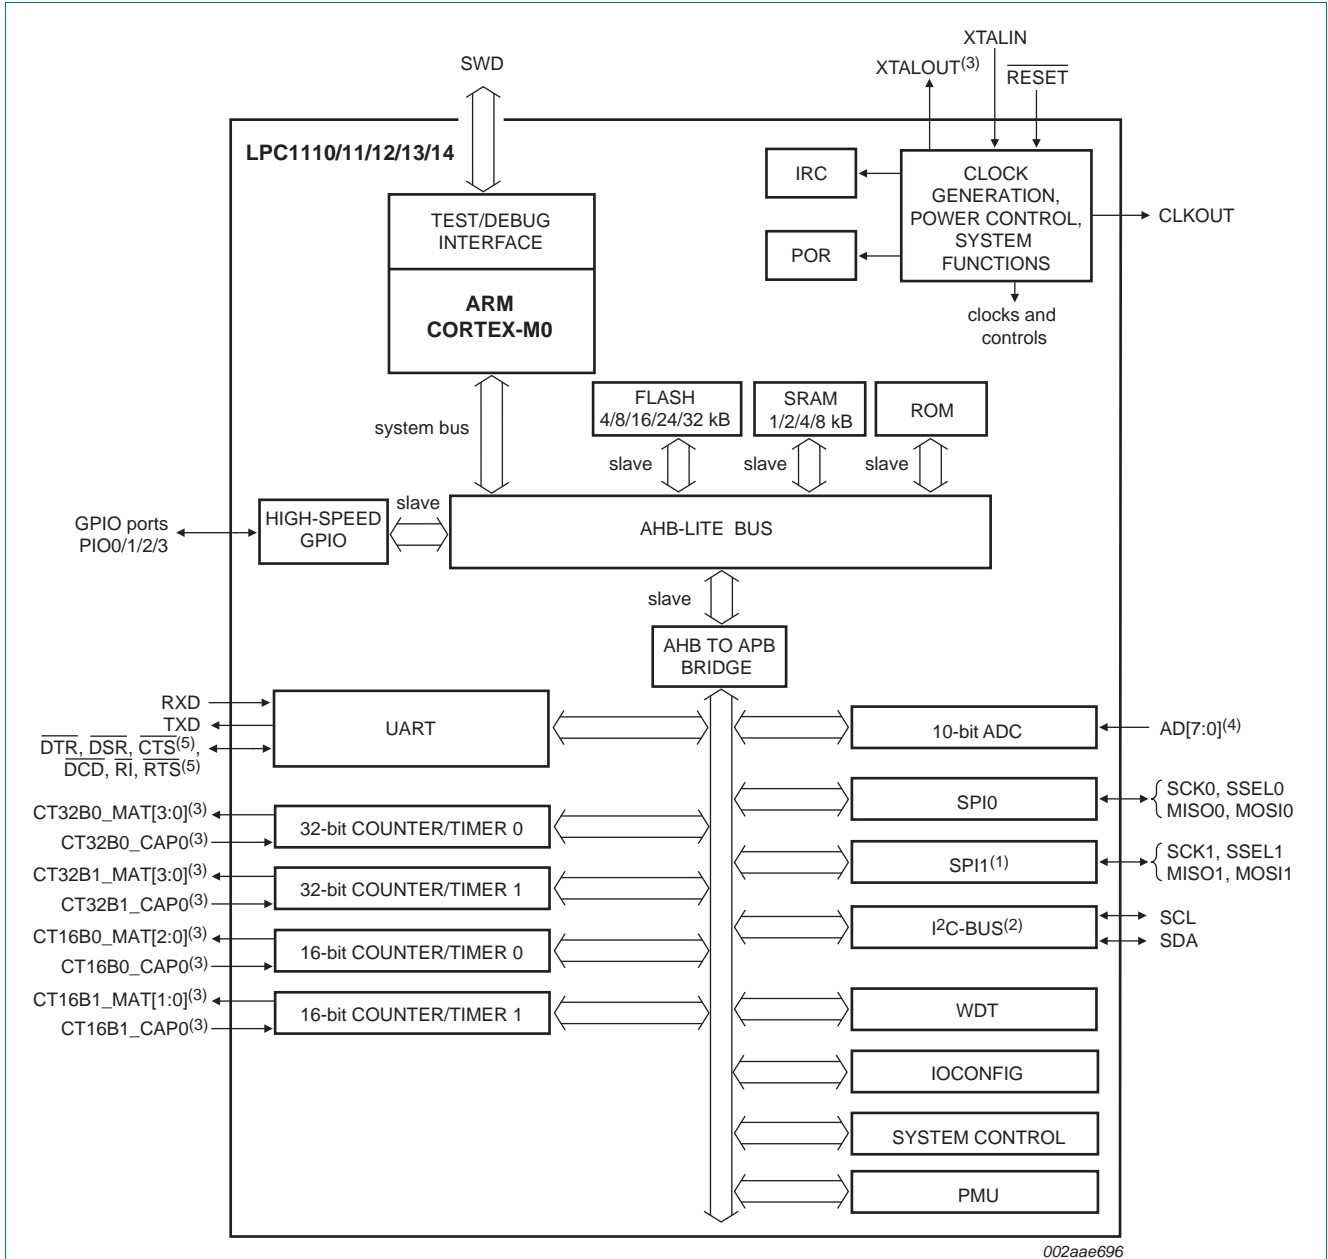 XTALIN
SWD
XTALOUT(3)
RESET
LPC1110/11/12/13/14
TEST/DEBUG
INTERFACE
ARM
CORTEX-M0
IRC
POR
CLOCK
GENERATION,
POWER CONTROL,
SYSTEM
FUNCTIONS
CLKOUT
clocks and
controls
system bus
FLASH
4/8/16/24/32 kB
SRAM
1/2/4/8 kB
ROM
slave
slave
slave
GPIO ports
PIO0/1/2/3
HIGH-SPEED
GPIO
slave
AHB-LITE BUS
slave
AHB TO APB
BRIDGE
RXD
TXD
DTR, DSR, CTS(5),
DCD, RI, RTS(5)
UART
10-bit ADC
AD[7:0](4)
CT32B0_MAT[3:0](3)
CT32B0_CAP0(3)
32-bit COUNTER/TIMER 0
SPI0
SCK0, SSEL0
MISO0, MOSI0
CT32B1_MAT[3:0](3)
CT32B1_CAP0(3)
32-bit COUNTER/TIMER 1
SPI1(1)
SCK1, SSEL1
MISO1, MOSI1
CT16B0_MAT[2:0](3)
CT16B0_CAP0(3)
16-bit COUNTER/TIMER 0
I2C-BUS(2)
SCL
SDA
CT16B1_MAT[1:0](3)
CT16B1_CAP0(3)
16-bit COUNTER/TIMER 1
WDT
IOCONFIG
SYSTEM CONTROL
PMU
002aae696